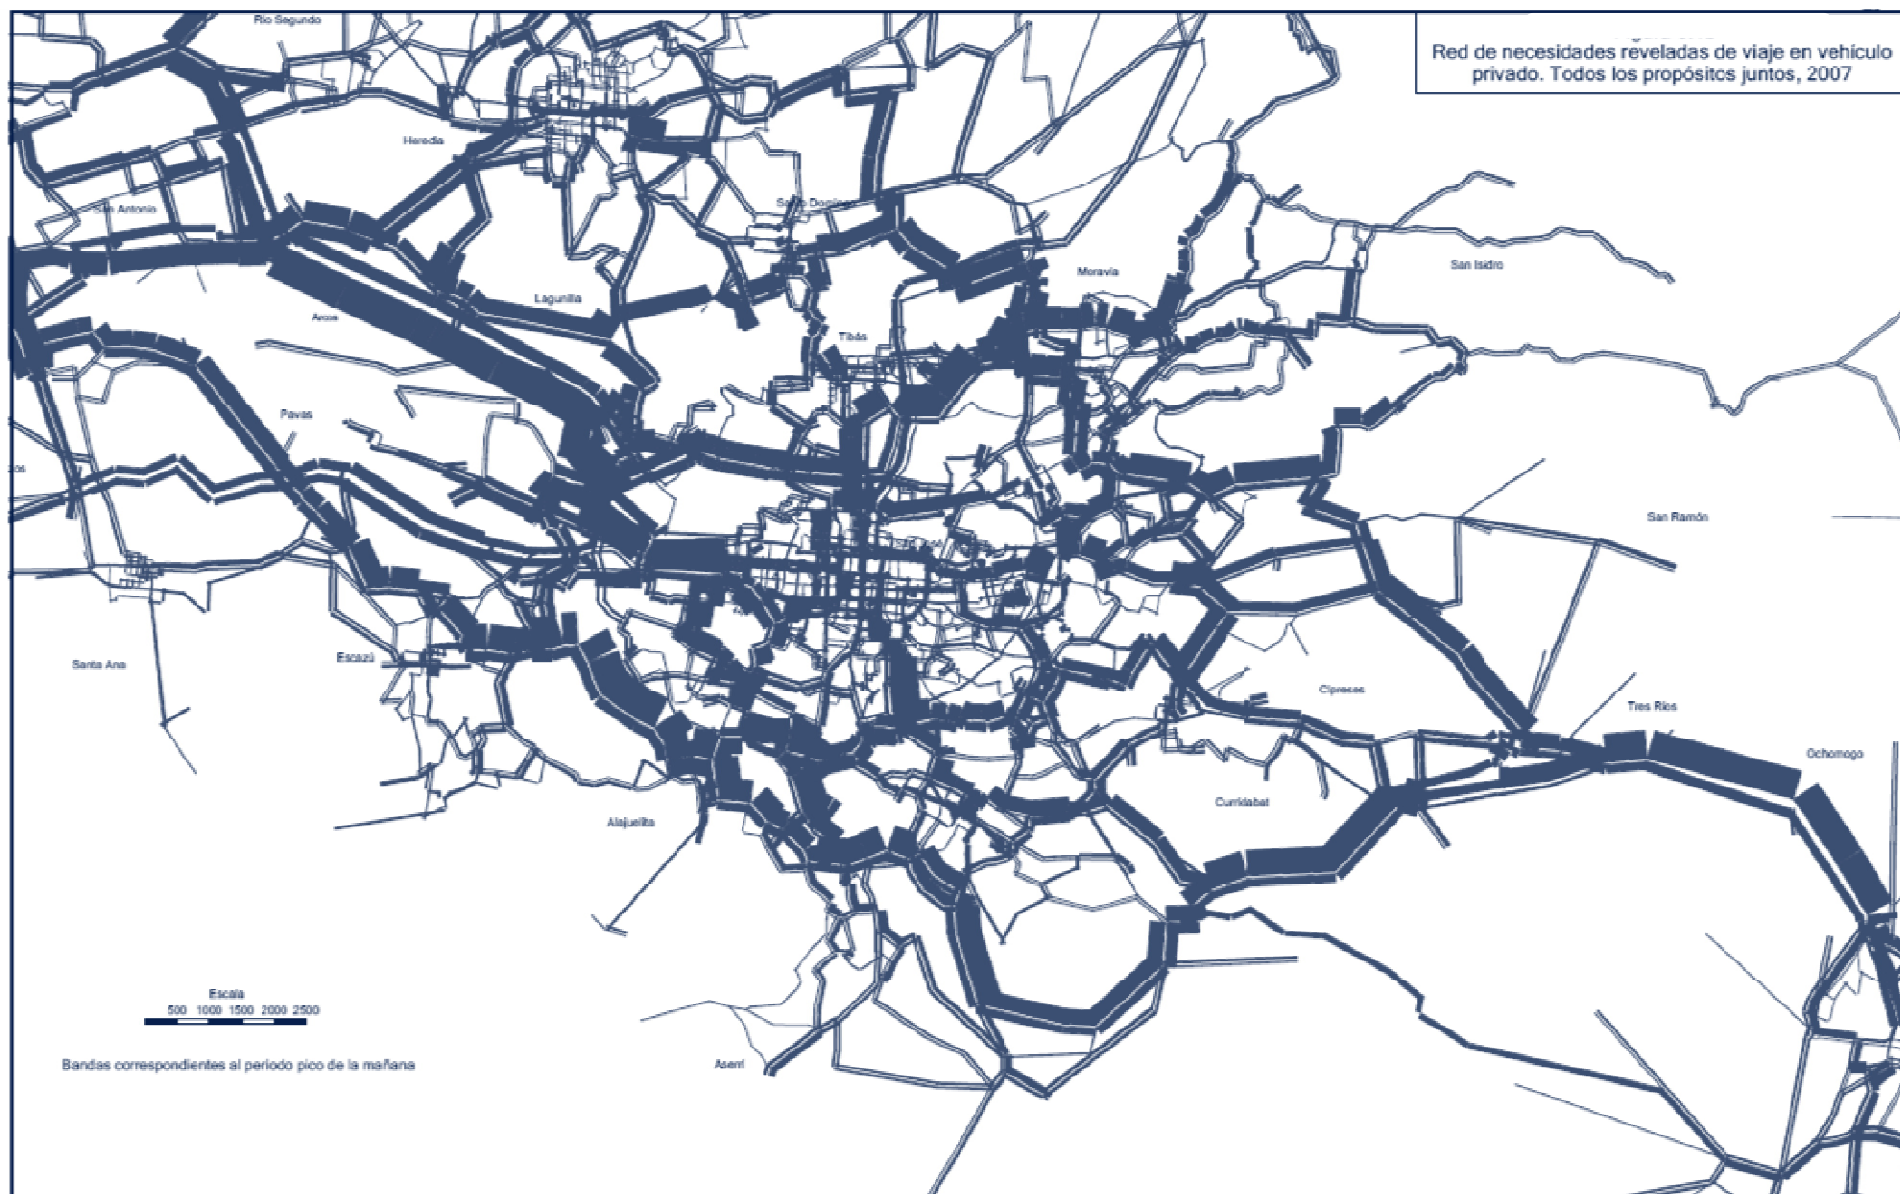 Río Segundo
Red de necesidades reveladas de viaje en vehículo
privado. Todos los propósitos juntos, 2007
Heredia
San Antonio
Santo Domingo
Moravia
San Isidro
Lagunilla
Tibás
Pavas
San Ramón
Santa Ana
Escazú
Cipreses
Tres Ríos
Ochomogo
Curridabat
Alajuelita
Escala
500 1000 1500 2000 2500
Bandas correspondientes al período pico de la mañana
Aserrí